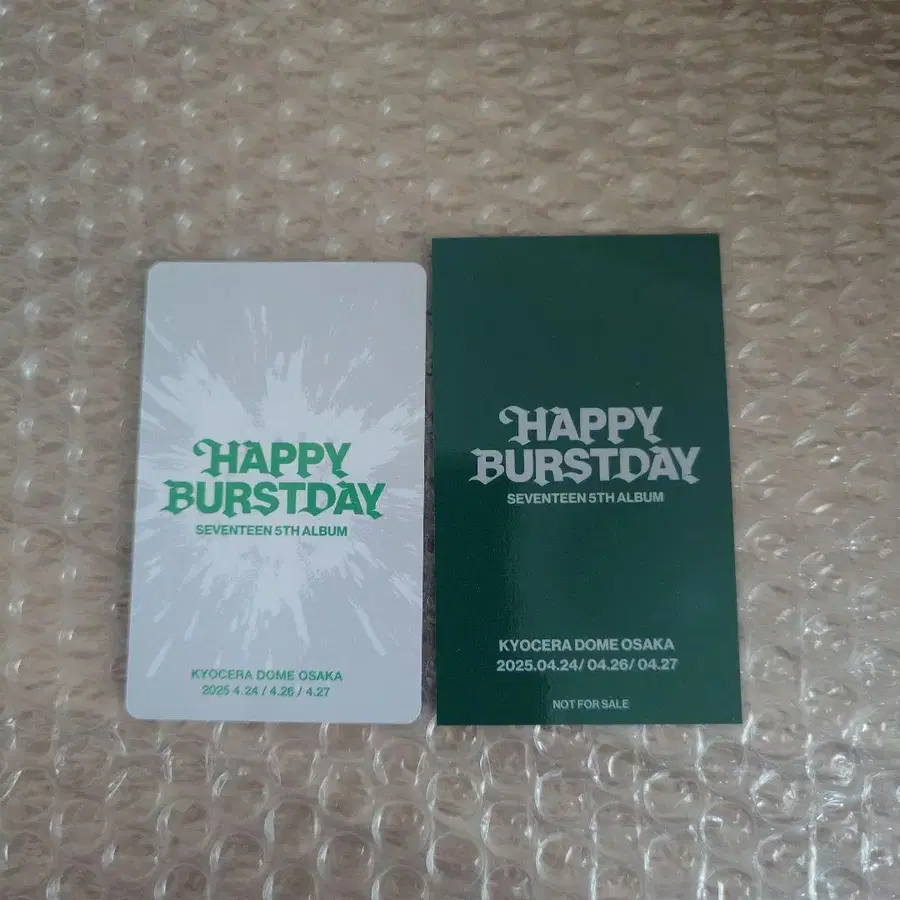 HAPPY
BURSTDAY
SEVENTEEN 5TH ALBUM
KYOCERA DOME OSAKA
2025 4.24 / 4.26 / 4.27
HAPPY
BURSTDAY
SEVENTEEN 5TH ALBUM
KYOCERA DOME OSAKA
2025.04.24/ 04.26/ 04.27
NOT FOR SALE